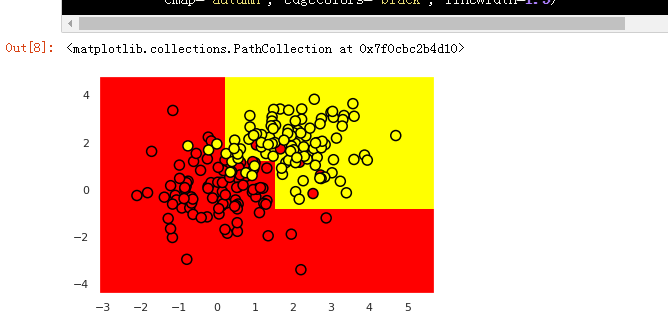 cmap='autumn', edgecolors='black', linewidth=1.5)
Out[8]: <matplotlib.collections.PathCollection at 0x7f0cbc2b4d10>
4
2
0
−2
−4
−3 −2 −1 0 1 2 3 4 5